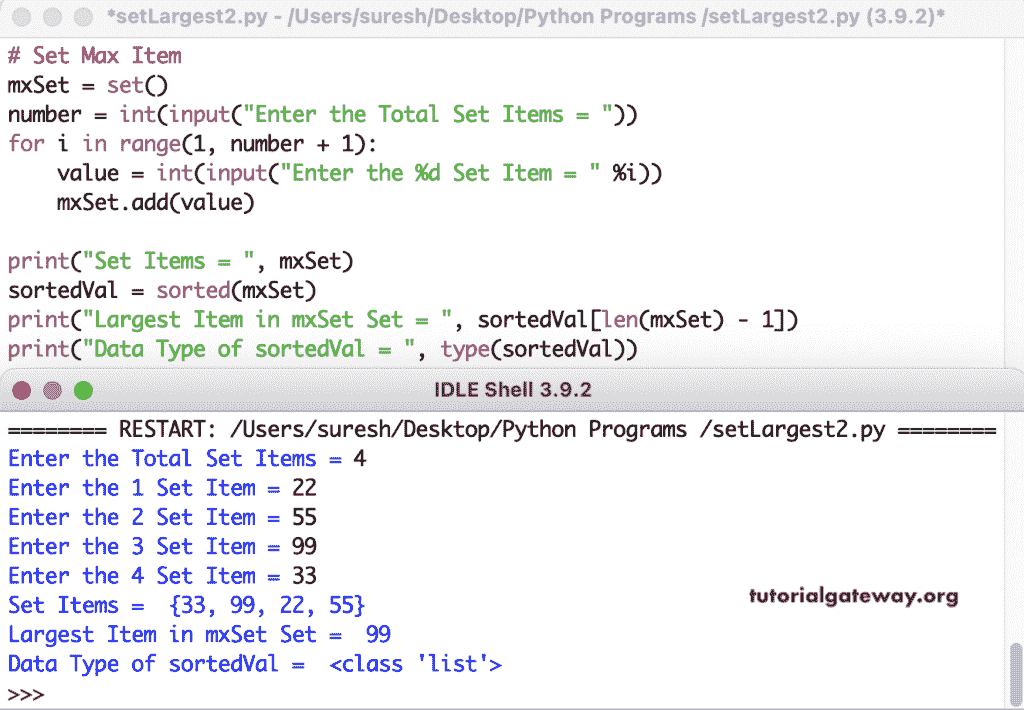 *setLargest2.py - /Users/suresh/Desktop/Python Programs /setLargest2.py (3.9.2)*
# Set Max Item
mxSet = set()
number = int(input("Enter the Total Set Items = "))
for i in range(1, number + 1):
    value = int(input("Enter the %d Set Item = " %i))
    mxSet.add(value)

print("Set Items = ", mxSet)
sortedVal = sorted(mxSet)
print("Largest Item in mxSet Set = ", sortedVal[len(mxSet) - 1])
print("Data Type of sortedVal = ", type(sortedVal))
IDLE Shell 3.9.2
======== RESTART: /Users/suresh/Desktop/Python Programs /setLargest2.py ========
Enter the Total Set Items = 4
Enter the 1 Set Item = 22
Enter the 2 Set Item = 55
Enter the 3 Set Item = 99
Enter the 4 Set Item = 33
Set Items =  {33, 99, 22, 55}
Largest Item in mxSet Set =  99
Data Type of sortedVal =  <class 'list'>
>>>
tutorialgateway.org